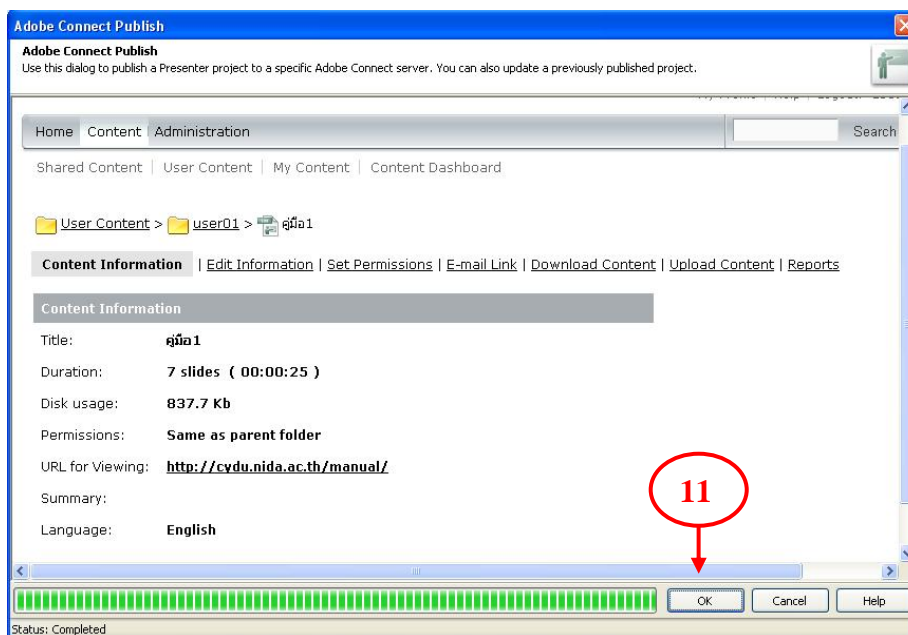 Adobe Connect Publish
Adobe Connect Publish
Use this dialog to publish a Presenter project to a specific Adobe Connect server. You can also update a previously published project.
Home Content Administration Search
Shared Content | User Content | My Content | Content Dashboard
User Content > user01 > คู่มือ1
Content Information | Edit Information | Set Permissions | E-mail Link | Download Content | Upload Content | Reports
Content Information
Title: คู่มือ1
Duration: 7 slides ( 00:00:25 )
Disk usage: 837.7 Kb
Permissions: Same as parent folder
URL for Viewing: http://cydu.nida.ac.th/manual/
Summary:
11
Language: English
OK Cancel Help
Status: Completed